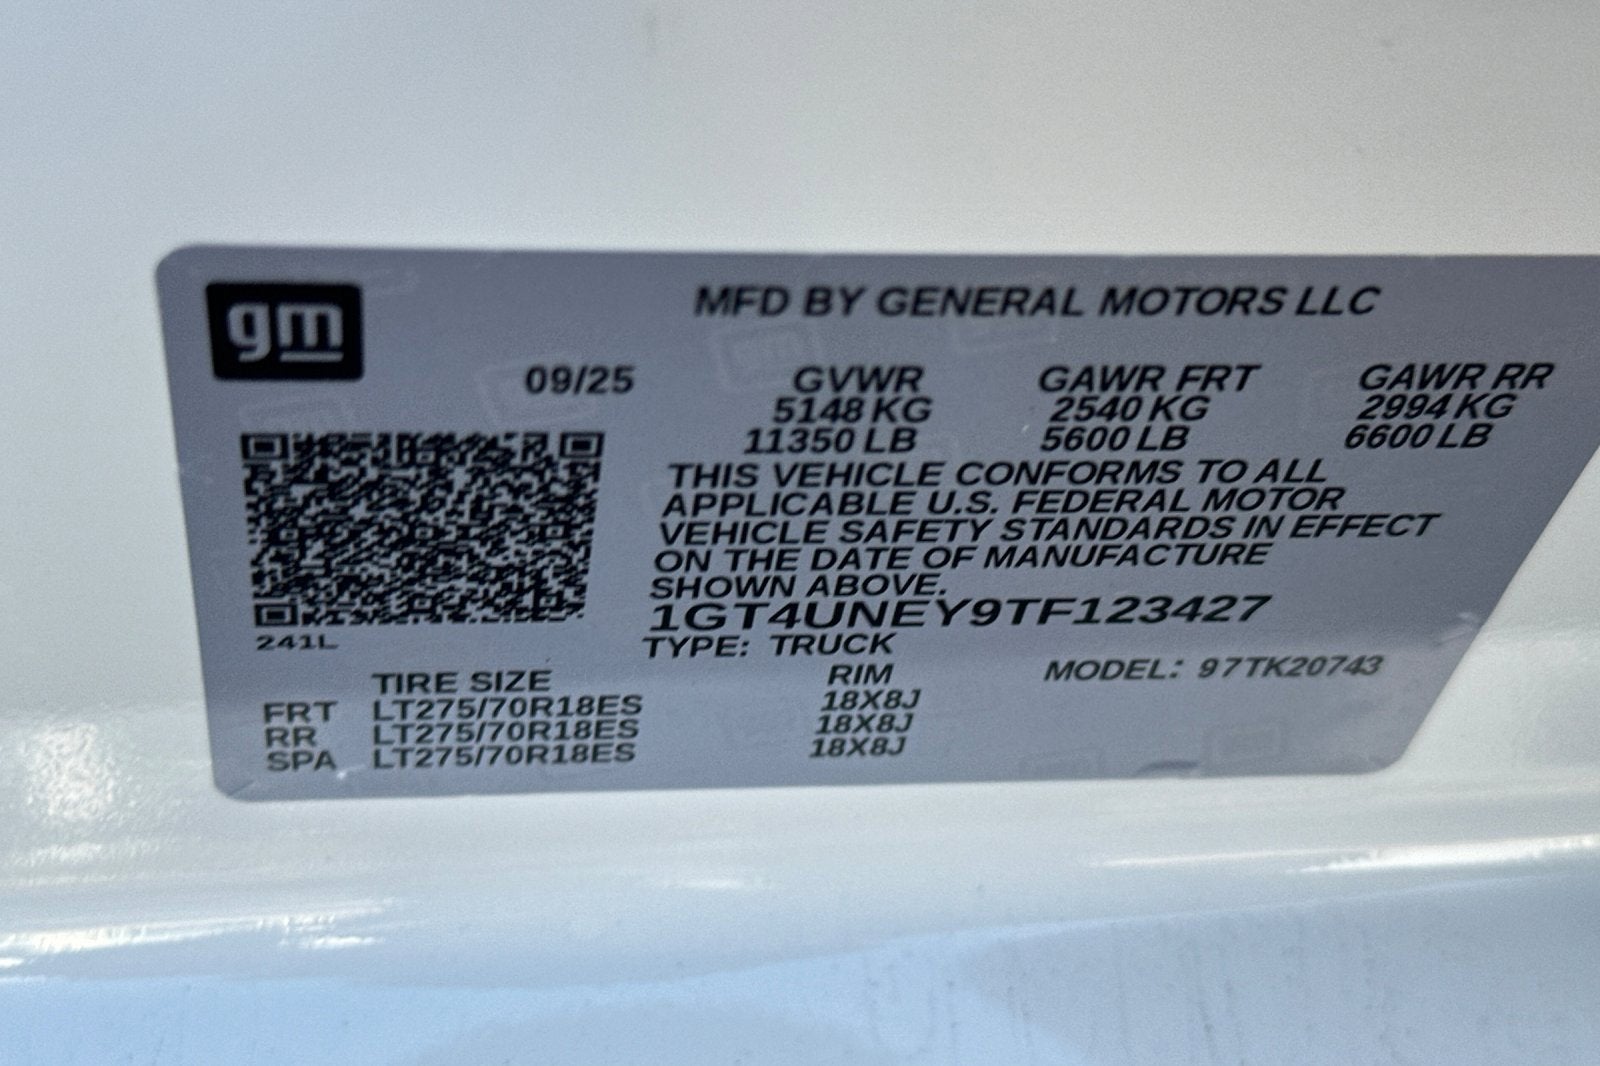 gm
MFD BY GENERAL MOTORS LLC
09/25 GVWR GAWR FRT GAWR RR
5148 KG 2540 KG 2994 KG
11350 LB 5600 LB 6600 LB
THIS VEHICLE CONFORMS TO ALL
APPLICABLE U.S. FEDERAL MOTOR
VEHICLE SAFETY STANDARDS IN EFFECT
ON THE DATE OF MANUFACTURE
SHOWN ABOVE.
1GT4UNEY9TF123427
241L TYPE: TRUCK
TIRE SIZE RIM MODEL: 97TK20743
FRT LT275/70R18ES 18X8J
RR LT275/70R18ES 18X8J
SPA LT275/70R18ES 18X8J